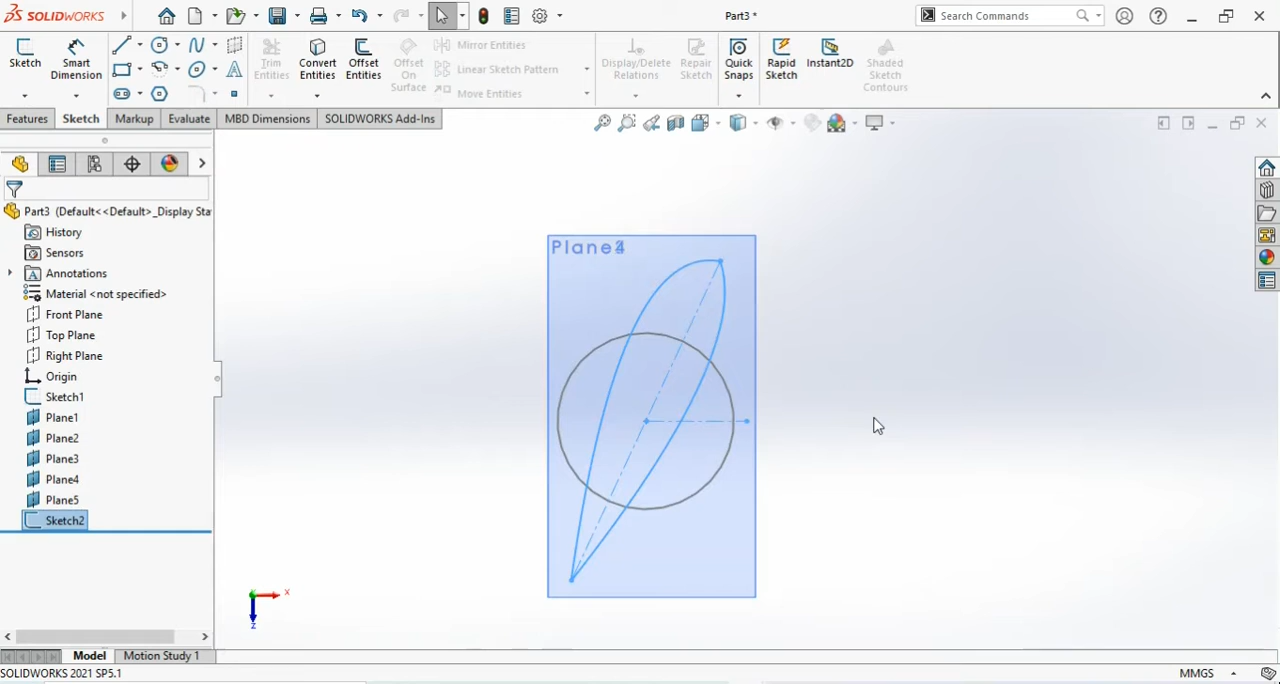 SOLIDWORKS
Part3 *
Search Commands
Sketch
Smart Dimension
Trim Entities
Convert Entities
Offset Entities
Offset On Surface
Mirror Entities
Linear Sketch Pattern
Move Entities
Display/Delete Relations
Repair Sketch
Quick Snaps
Rapid Sketch
Instant2D
Shaded Sketch Contours
Features
Sketch
Markup
Evaluate
MBD Dimensions
SOLIDWORKS Add-Ins
Part3 (Default<<Default>_Display Sta
History
Sensors
Annotations
Material <not specified>
Front Plane
Top Plane
Right Plane
Origin
Sketch1
Plane1
Plane2
Plane3
Plane4
Plane5
Sketch2
x
z
Model
Motion Study 1
SOLIDWORKS 2021 SP5.1
MMGS